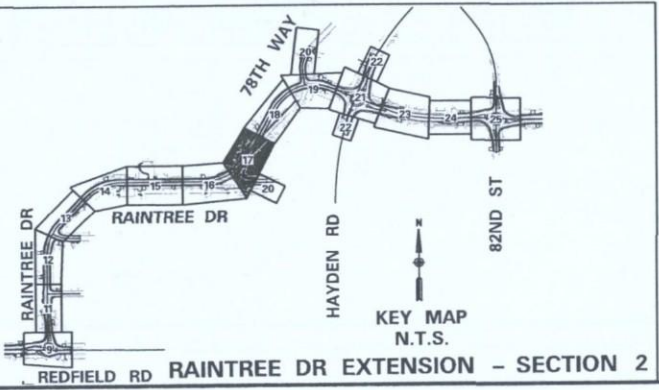 78TH WAY
20
22
19
21
18
23
24
25
22
17
20
14
15
16
13
RAINTREE DR
RAINTREE DR
12
11
9
HAYDEN RD
82ND ST
N
KEY MAP
N.T.S.
REDFIELD RD
RAINTREE DR EXTENSION – SECTION 2